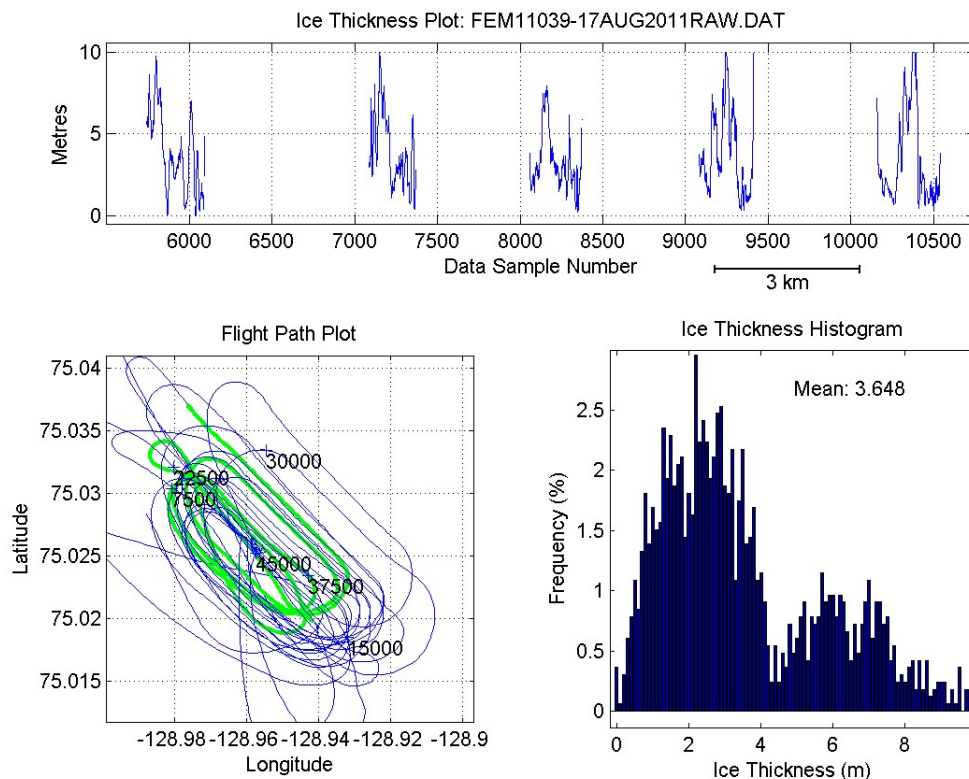 Ice Thickness Plot: FEM11039-17AUG2011RAW.DAT
10
5
0
Metres
6000 6500 7000 7500 8000 8500 9000 9500 10000 10500
Data Sample Number
3 km
Flight Path Plot
75.04
75.035
75.03
75.025
75.02
75.015
Latitude
30000
22500
7500
45000
37500
15000
-128.98 -128.96 -128.94 -128.92 -128.9
Longitude
Ice Thickness Histogram
Mean: 3.648
2.5
2
1.5
1
0.5
0
Frequency (%)
0 2 4 6 8
Ice Thickness (m)